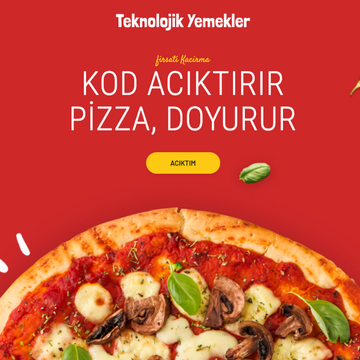 Teknolojik Yemekler
fırsatı Kaçırma
KOD ACIKTIRIR
PİZZA, DOYURUR
ACIKTIM